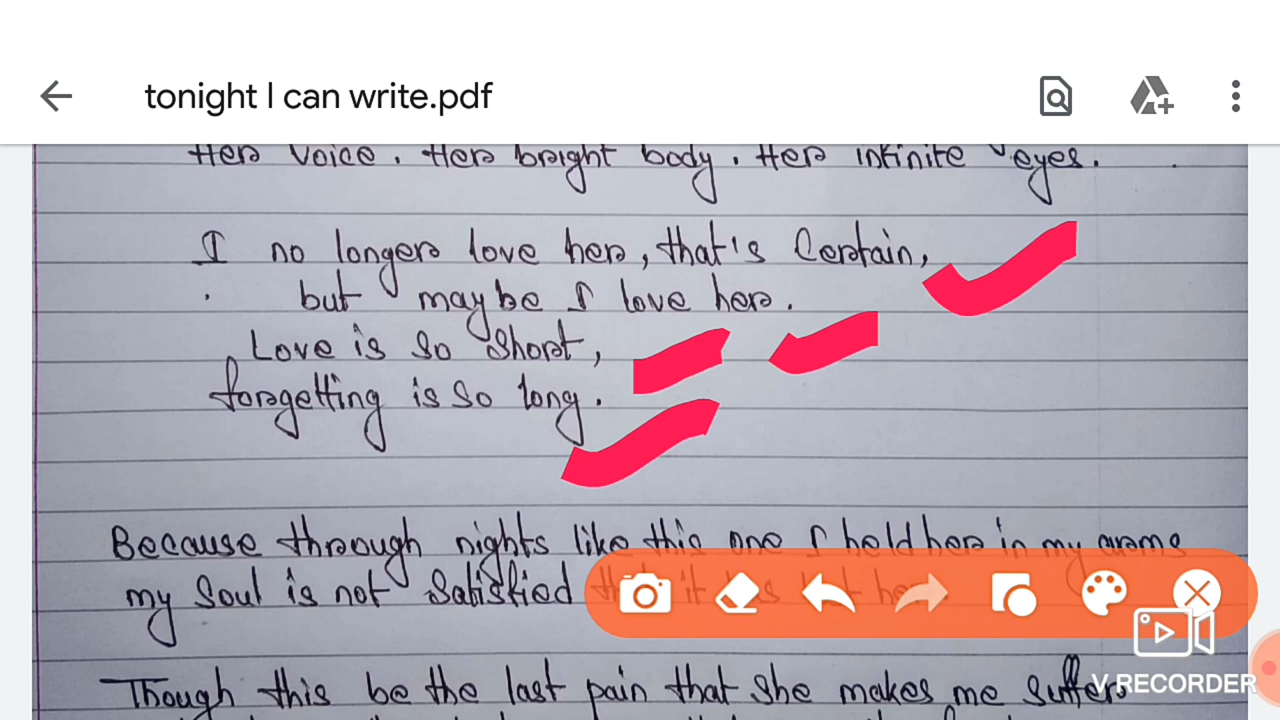 tonight I can write.pdf
Her voice. Her bright body. Her infinite eyes.
I no longer love her, that's certain,
but maybe I love her.
Love is so short,
forgetting is so long.
Because through nights like this one I held her in my arms
my Soul is not Satisfied
Though this be the last pain that she makes me suffer
V.RECORDER